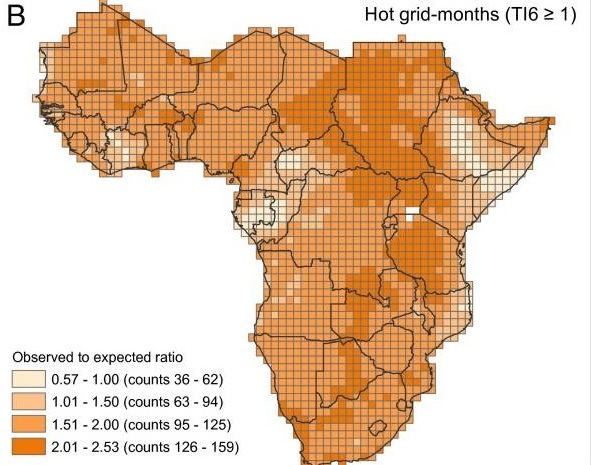 B
Hot grid-months (TI6 ≥ 1)
Observed to expected ratio
0.57 - 1.00 (counts 36 - 62)
1.01 - 1.50 (counts 63 - 94)
1.51 - 2.00 (counts 95 - 125)
2.01 - 2.53 (counts 126 - 159)